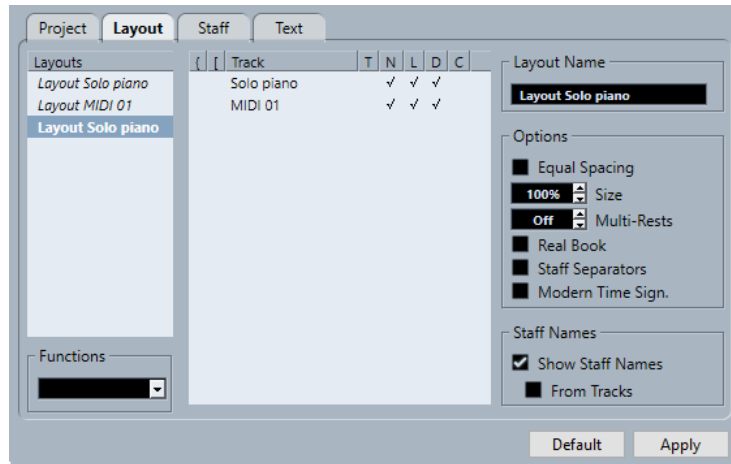 Project Layout Staff Text
Layouts
Layout Solo piano
Layout MIDI 01
Layout Solo piano
Functions
{ [ Track T N L D C
Solo piano √ √ √
MIDI 01 √ √ √
Layout Name
Layout Solo piano
Options
Equal Spacing
100% Size
Off Multi-Rests
Real Book
Staff Separators
Modern Time Sign.
Staff Names
Show Staff Names
From Tracks
Default Apply